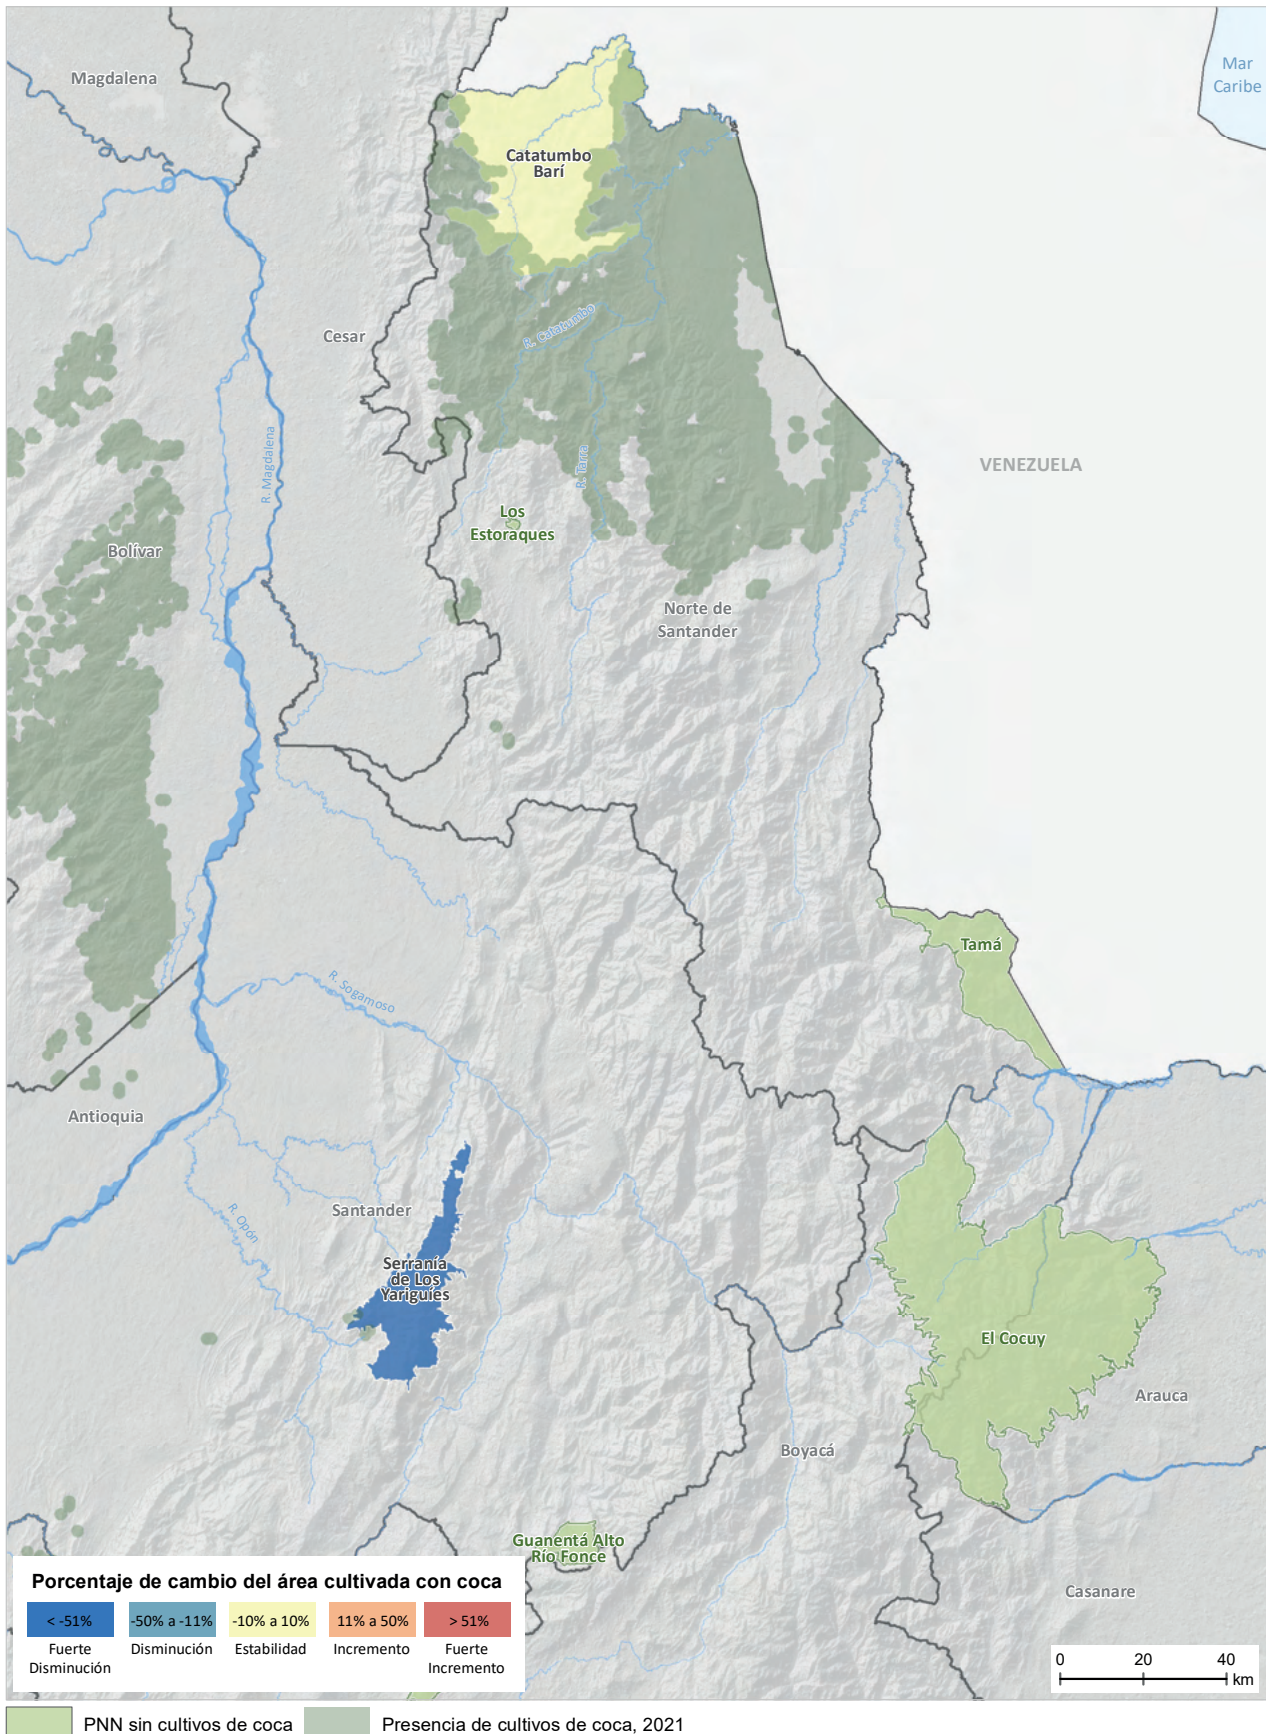 Magdalena
Mar
Caribe
Catatumbo
Barí
Cesar
R. Catatumbo
R. Magdalena
R. Tarra
VENEZUELA
Los
Estoraques
Bolívar
Norte de
Santander
Tamá
R. Sogamoso
Antioquia
Santander
R. Opón
Serranía
de Los
Yariguíes
El Cocuy
Arauca
Boyacá
Guanentá Alto
Río Fonce
Casanare
Porcentaje de cambio del área cultivada con coca
< -51% -50% a -11% -10% a 10% 11% a 50% > 51%
Fuerte Disminución Estabilidad Incremento Fuerte
Disminución Incremento
0 20 40
km
PNN sin cultivos de coca Presencia de cultivos de coca, 2021